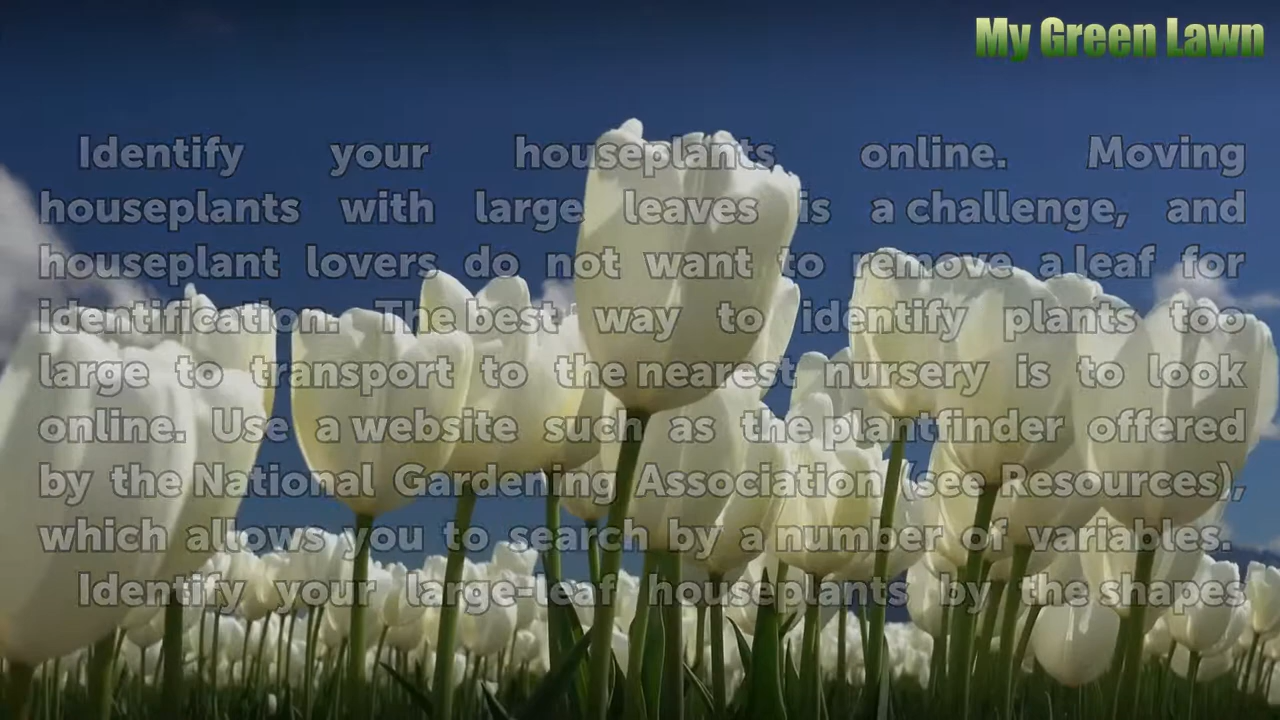 My Green Lawn
Identify your houseplants online. Moving
houseplants with large leaves is a challenge, and
houseplant lovers do not want to remove a leaf for
identification. The best way to identify plants too
large to transport to the nearest nursery is to look
online. Use a website such as the plant finder offered
by the National Gardening Association (see Resources),
which allows you to search by a number of variables.
Identify your large-leaf houseplants by the shapes